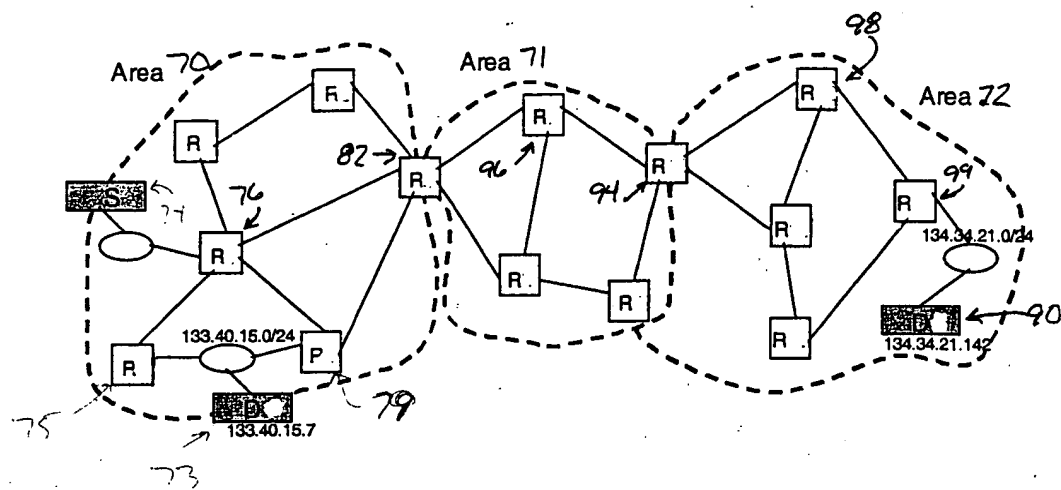 98
Area 70
Area 71
Area 72
R
R
R
R
82
96
94
R
R
99
R
76
S
R
R
134.34.21.0/24
R
R
R
90
133.40.15.0/24
R
134.34.21.142
R
79
75
133.40.15.7
73